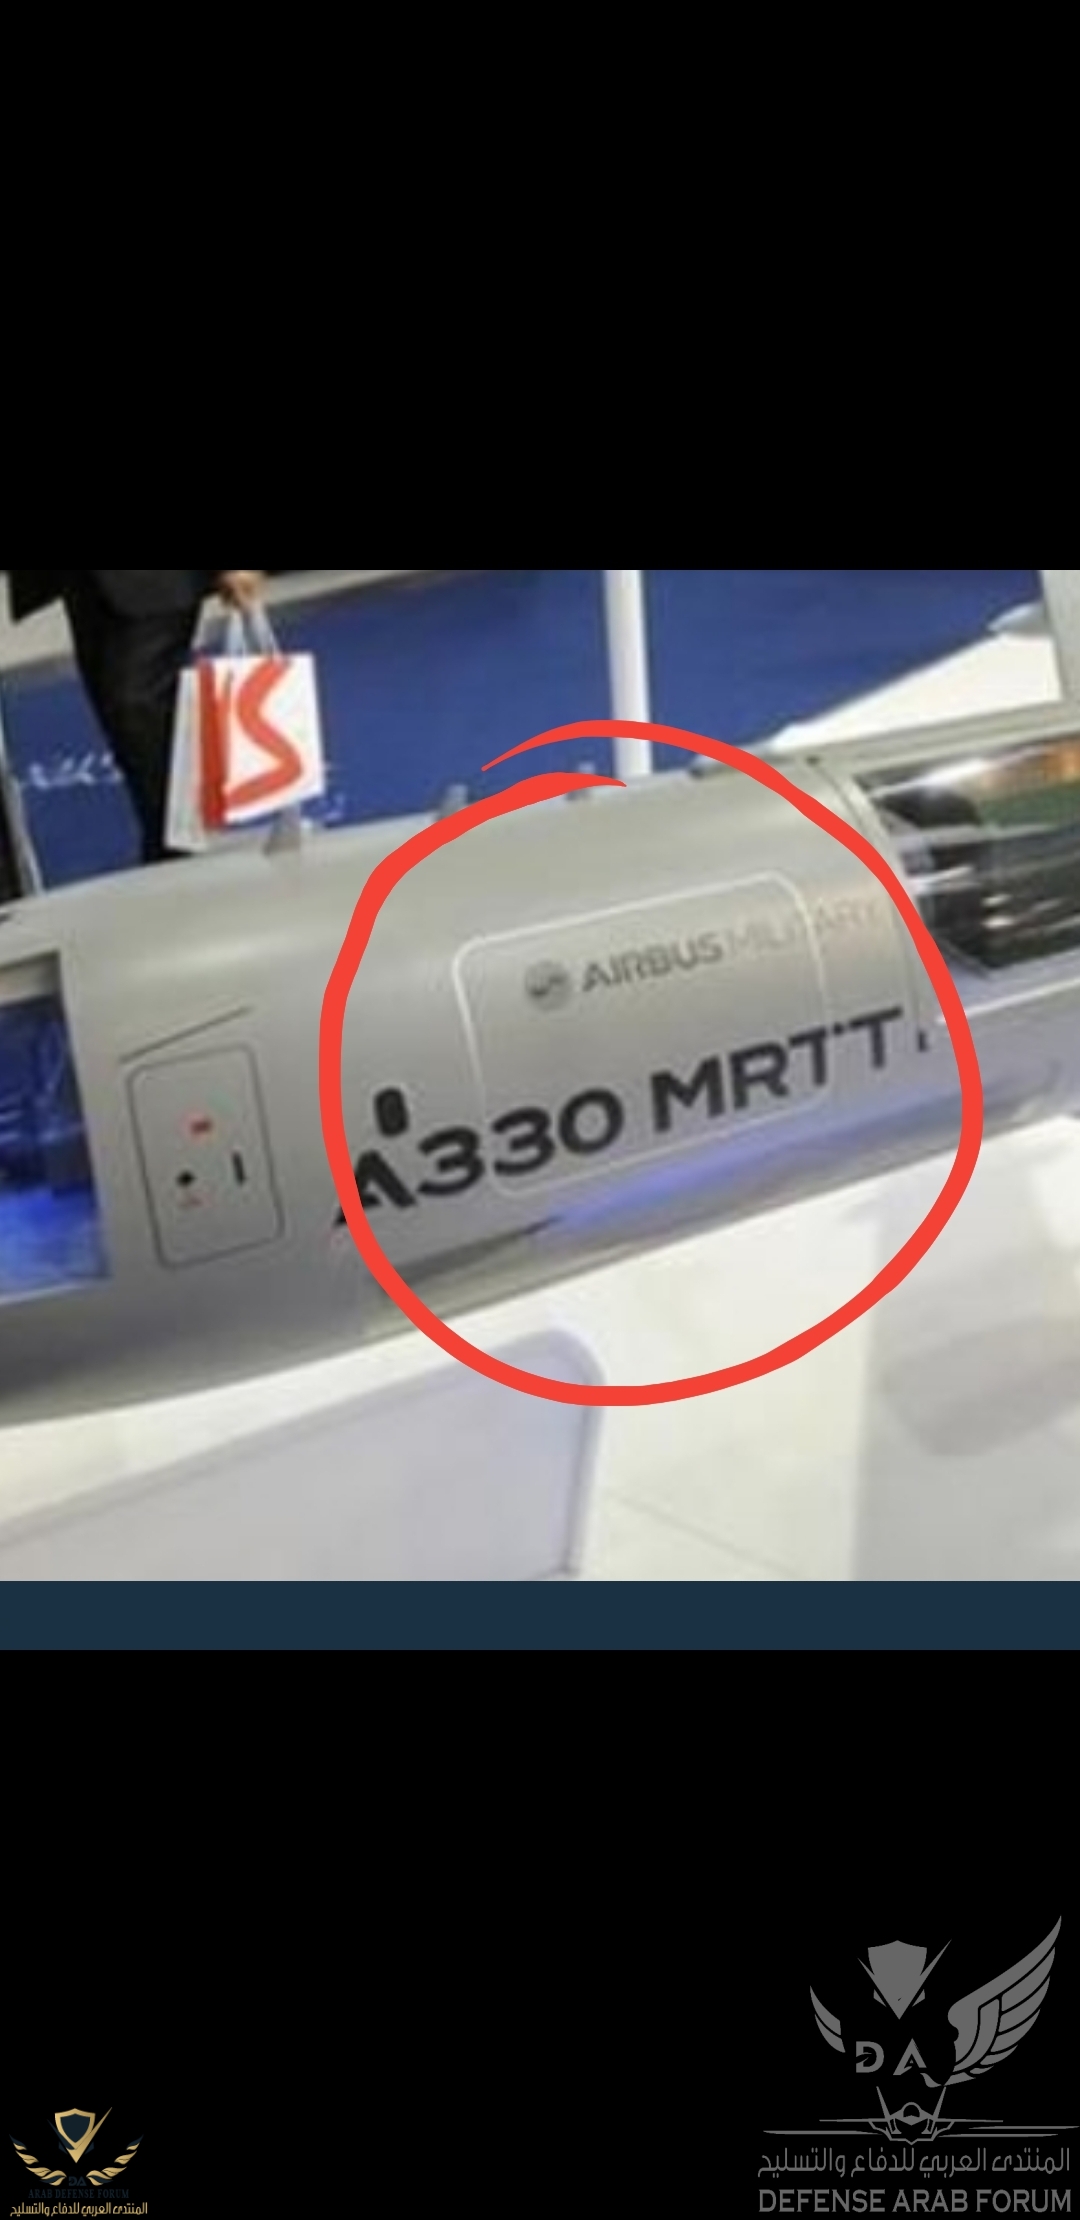 AIRBUS MILITARY
A330 MRTT
DA
المنتدى العربي للدفاع والتسليح
DEFENSE ARAB FORUM
DA
ARAB DEFENSE FORUM
المنتدى العربي للدفاع والتسليح